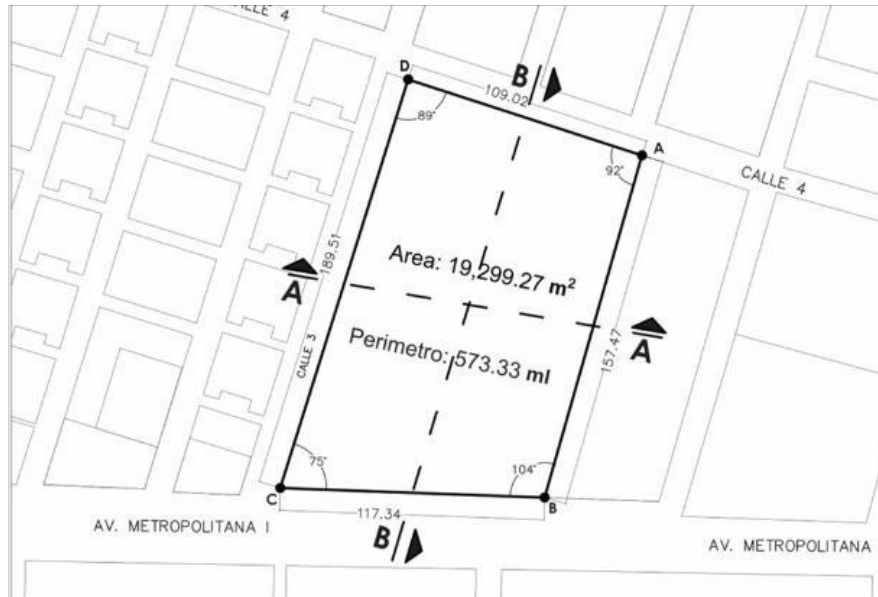 CALLE 4
D
B
109.02
A
89°
92°
CALLE 4
189.51
Area: 19,299.27 m²
A
A
CALLE 3
Perimetro: 573.33 ml
157.47
75°
104°
C
B
117.34
AV. METROPOLITANA I
B
AV. METROPOLITANA